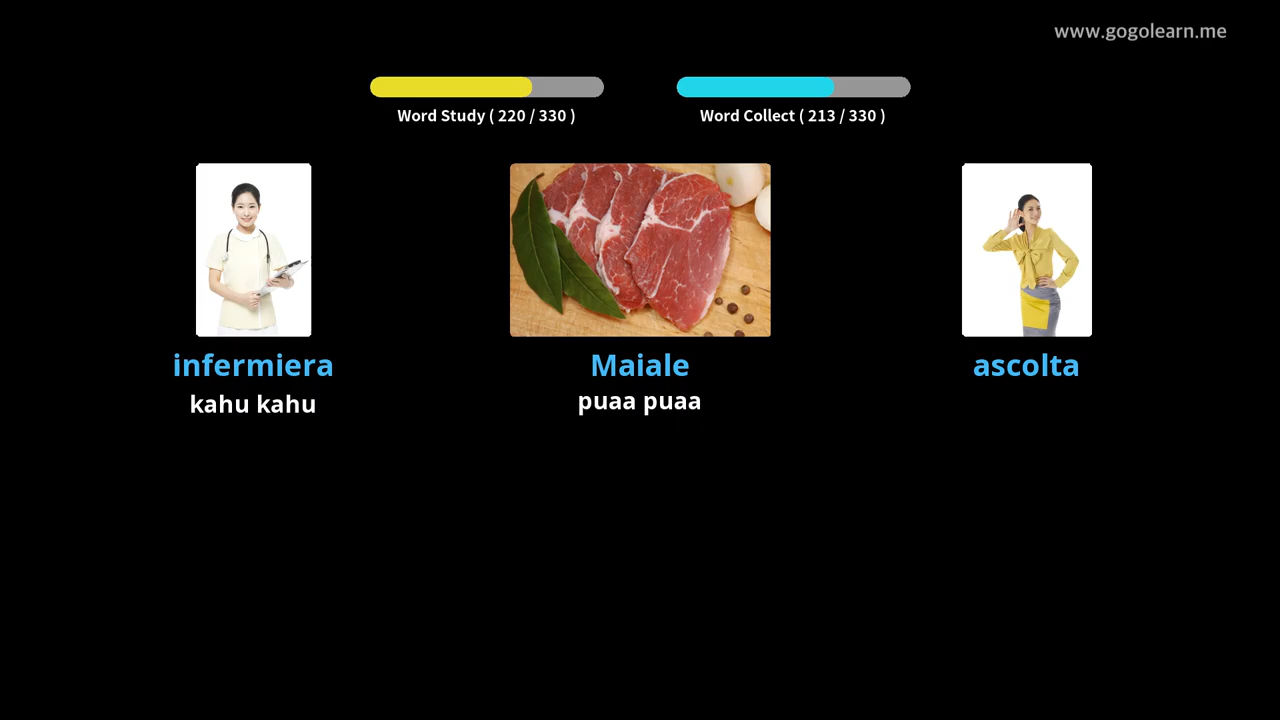 www.gogolearn.me
Word Study ( 220 / 330 )
Word Collect ( 213 / 330 )
infermiera
kahu kahu
Maiale
puaa puaa
ascolta